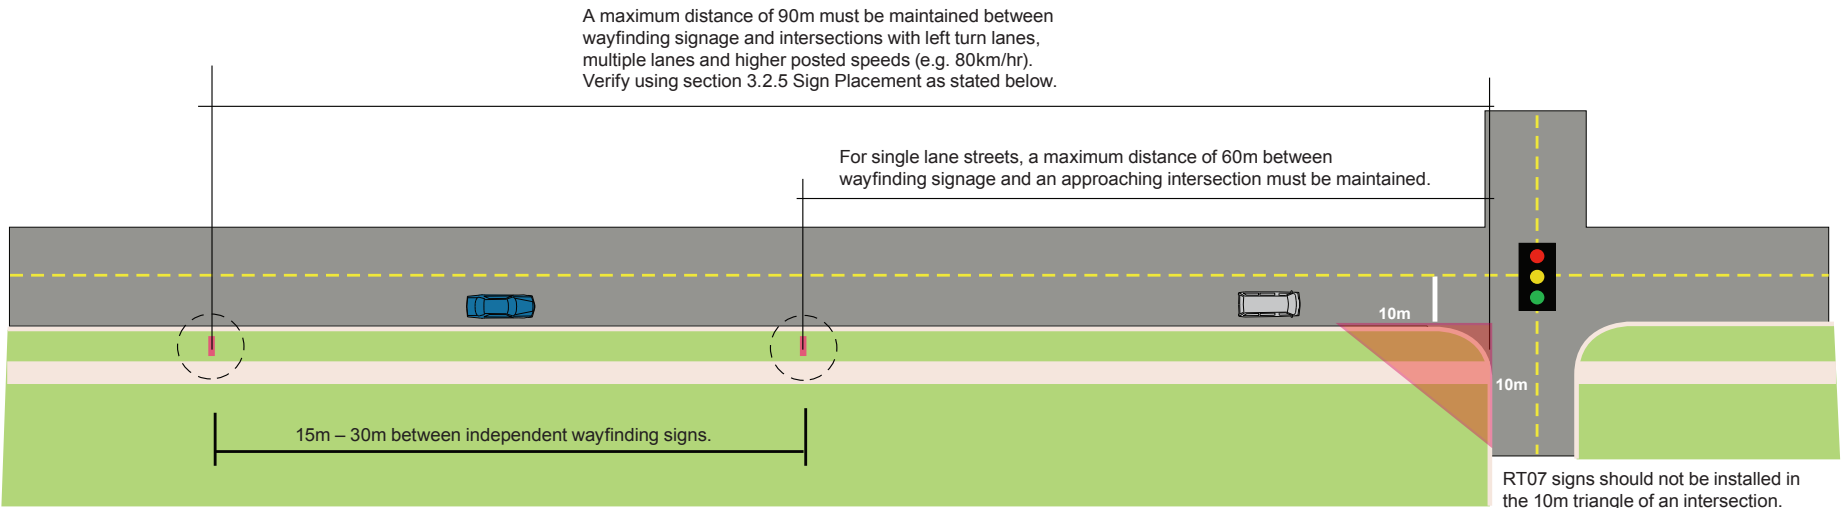 A maximum distance of 90m must be maintained between
wayfinding signage and intersections with left turn lanes,
multiple lanes and higher posted speeds (e.g. 80km/hr).
Verify using section 3.2.5 Sign Placement as stated below.
For single lane streets, a maximum distance of 60m between
wayfinding signage and an approaching intersection must be maintained.
10m
10m
15m – 30m between independent wayfinding signs.
RT07 signs should not be installed in
the 10m triangle of an intersection.